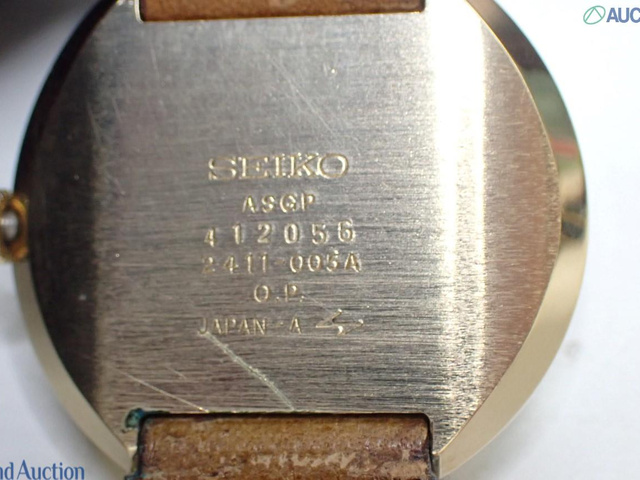 AUC
SEIKO
ASGP
412056
2411-005A
O.P.
JAPAN-A
nd Auction